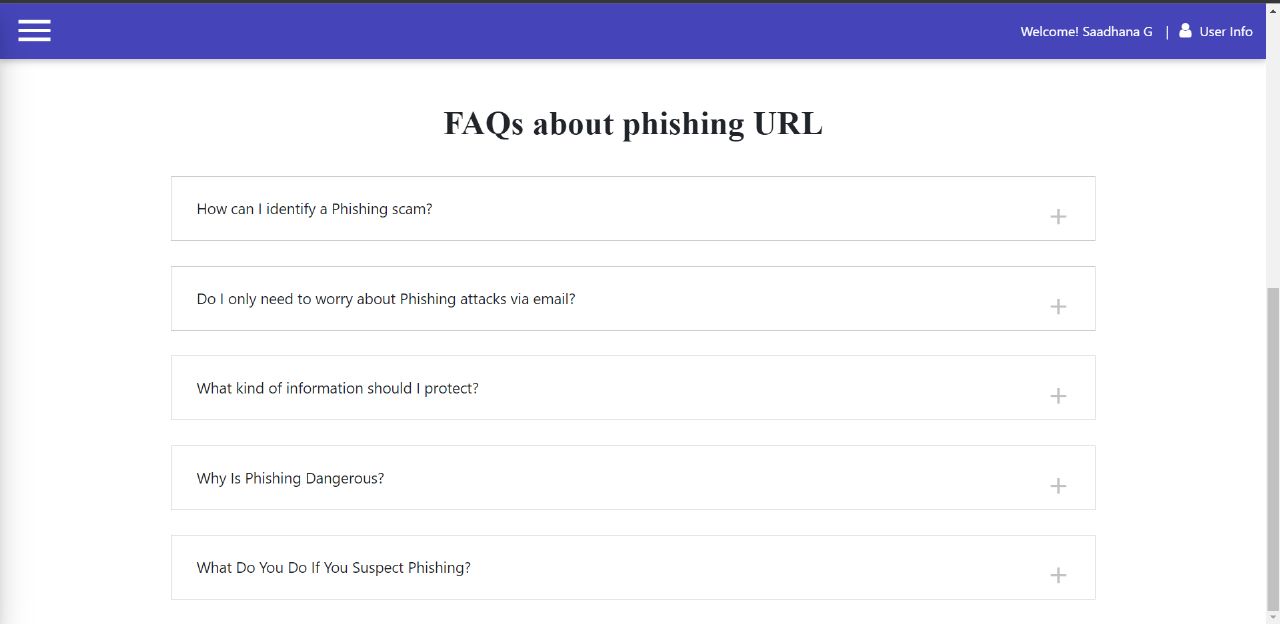 Welcome! Saadhana G | User Info
FAQs about phishing URL
How can I identify a Phishing scam?
Do I only need to worry about Phishing attacks via email?
What kind of information should I protect?
Why Is Phishing Dangerous?
What Do You Do If You Suspect Phishing?